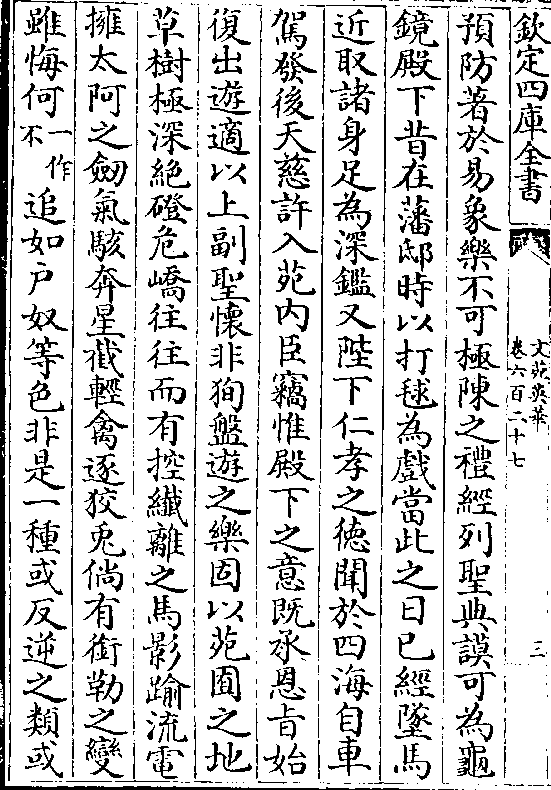 欽定四庫全書
文苑英華
卷六百二十七
三
預防著於易象樂不可極陳之禮經列聖典謨可為龜
鏡殿下昔在藩邸時以打毬為戲當此之日已經墜馬
近取諸身足為深鑑又陛下仁孝之徳聞於四海自車
駕發後天慈許入苑内臣竊惟殿下之意既承恩㫖始
復出遊適以上副聖懷非狥盤遊之樂固以苑囿之地
草樹極深絶磴危嶠往往而有控纎離之馬影踰流電
擁太阿之劒氣駭奔星截輕禽逐狡兎倘有銜勒之變
雖悔何一作不追如户奴等色非是一種或反逆之類或